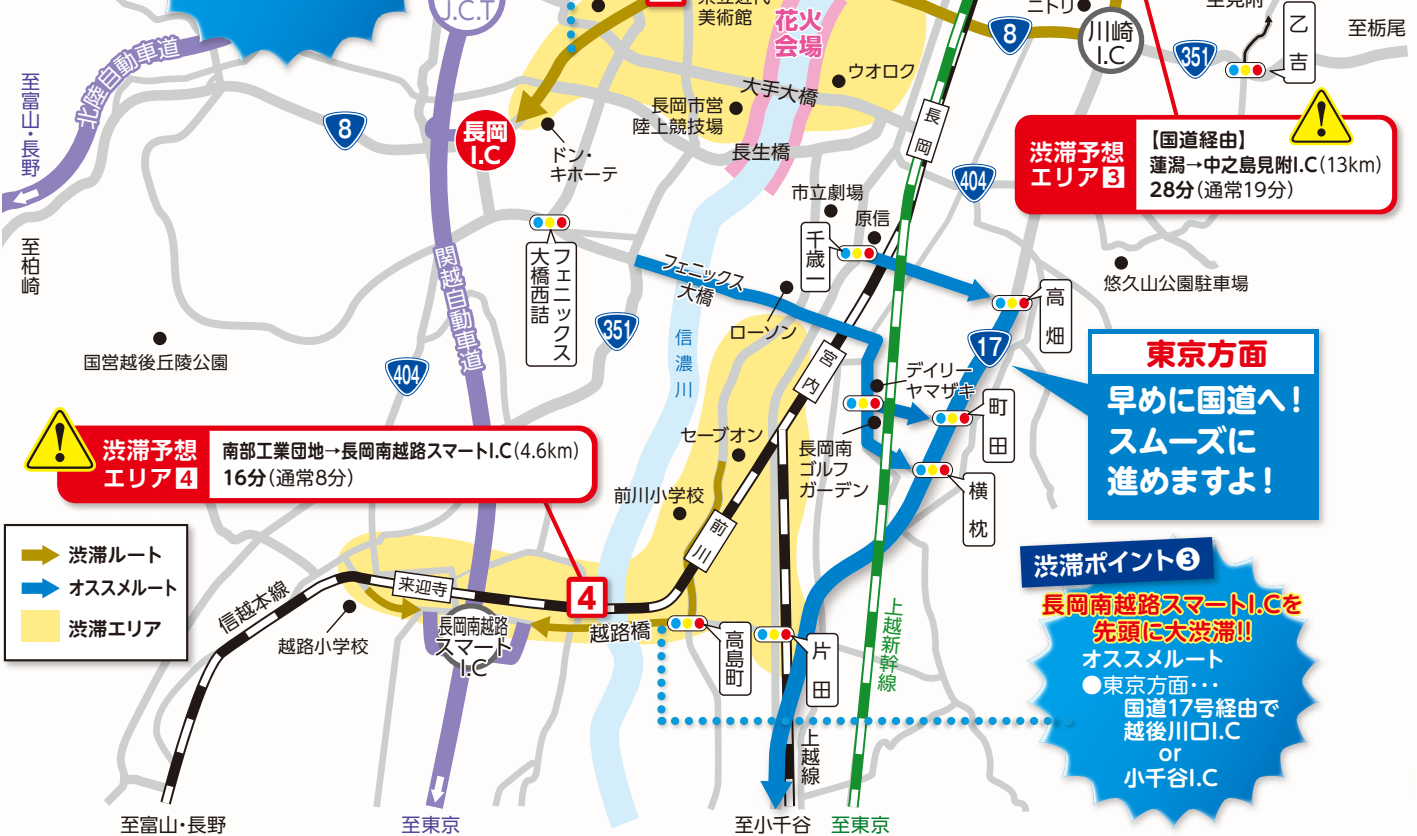 J.C.T
美術館
花火
会場
ニトリ
8
川崎
I.C
351
乙吉
至栃尾
北陸自動車道
至富山・長野
8
長岡
I.C
ドン・
キホーテ
長岡市営
陸上競技場
大手大橋
ウオロク
長生橋
長岡
404
渋滞予想
エリア3
【国道経由】
蓮潟→中之島見附I.C(13km)
28分(通常19分)
至柏崎
関越自動車道
フェニックス
大橋西詰
市立劇場
原信
千歳一
フェニックス
大橋
ローソン
悠久山公園駐車場
高畑
17
351
信濃川
国営越後丘陵公園
404
宮内
デイリー
ヤマザキ
町田
東京方面
早めに国道へ!
スムーズに
進めますよ!
渋滞予想
エリア4
南部工業団地→長岡南越路スマートI.C(4.6km)
16分(通常8分)
セーブオン
長岡南
ゴルフ
ガーデン
横枕
前川小学校
前川
渋滞ルート
オススメルート
渋滞エリア
信越本線
来迎寺
4
越路小学校
長岡南越路
スマート
I.C
越路橋
高島町
片田
上越新幹線
上越線
渋滞ポイント❸
長岡南越路スマートI.Cを
先頭に大渋滞!!
オススメルート
●東京方面・・・
国道17号経由で
越後川口I.C
or
小千谷I.C
至富山・長野
至東京
至小千谷
至東京